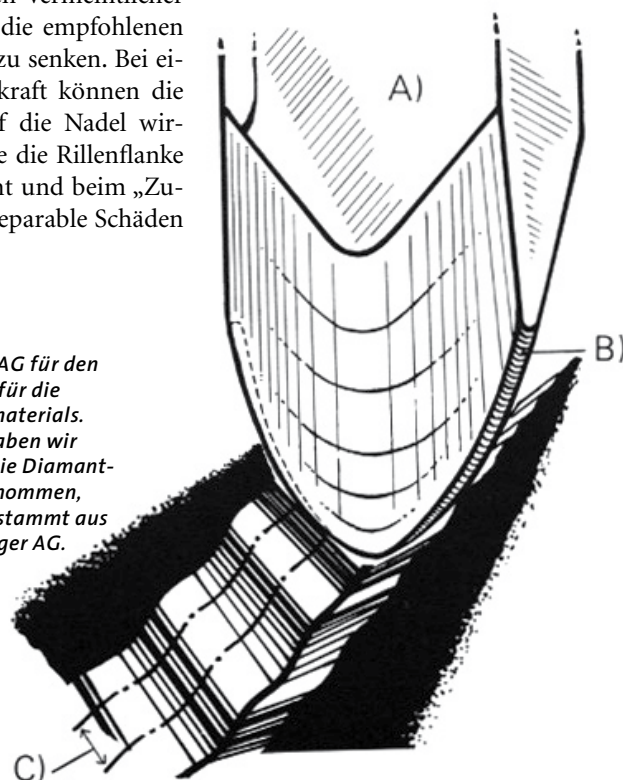 die empfohlenen
zu senken. Bei ei-
kraft können die
f die Nadel wir-
e die Rillenflanke
nt und beim „Zu-
eparable Schäden
AG für den
für die
naterials.
aben wir
ie Diamant-
nommen,
stammt aus
ger AG.
A)
B)
C)